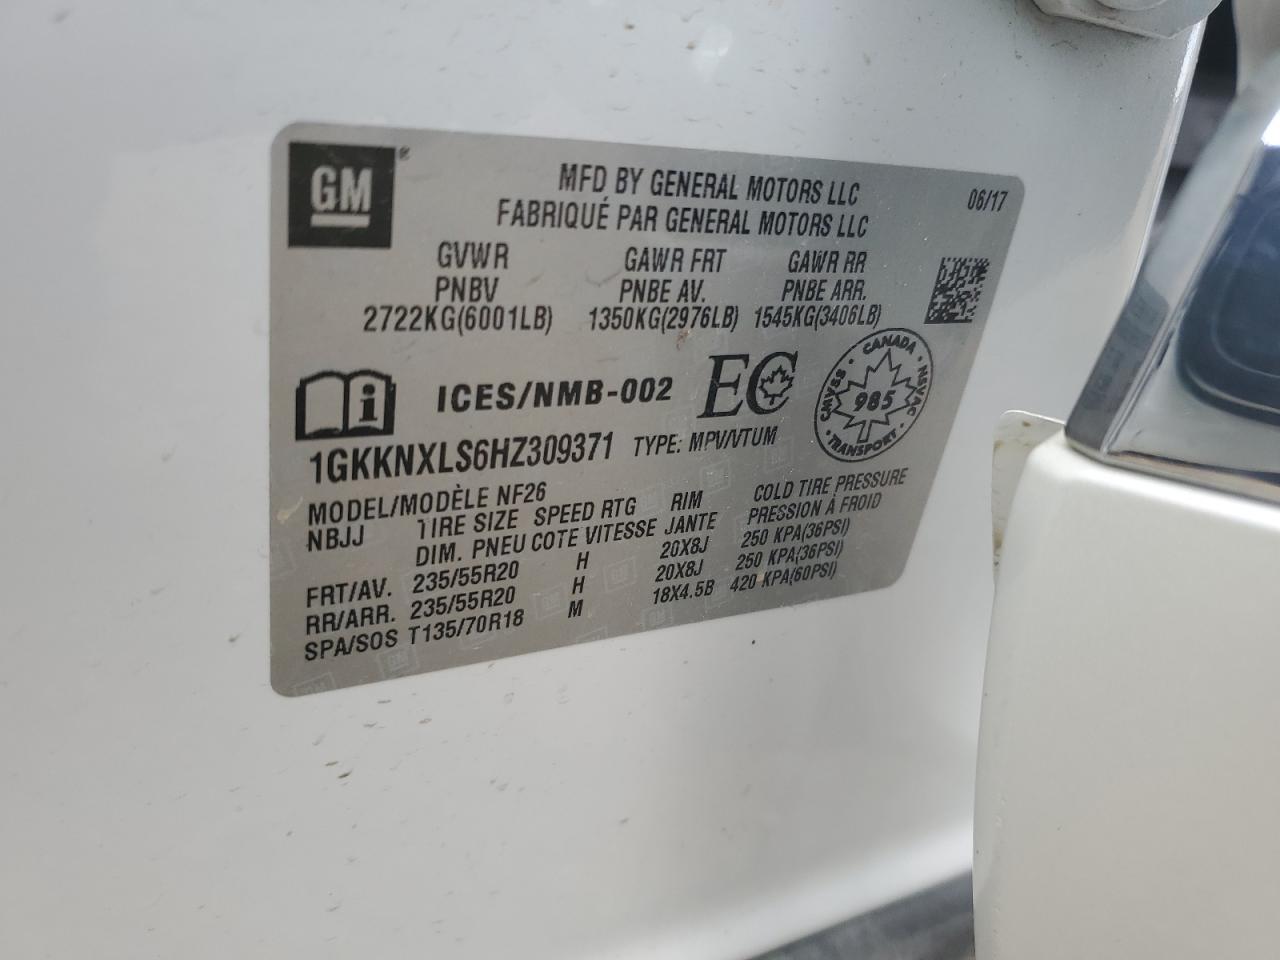 GM®
MFD BY GENERAL MOTORS LLC 06/17
FABRIQUÉ PAR GENERAL MOTORS LLC
GVWR GAWR FRT GAWR RR
PNBV PNBE AV. PNBE ARR.
2722KG(6001LB) 1350KG(2976LB) 1545KG(3406LB)
i ICES/NMB-002 EC CANADA NSVAC TRANSPORT CMVSS 985
1GKKNXLS6HZ309371 TYPE: MPV/VTUM
MODEL/MODÈLE NF26
NBJJ TIRE SIZE SPEED RTG RIM COLD TIRE PRESSURE
DIM. PNEU COTE VITESSE JANTE PRESSION À FROID
FRT/AV. 235/55R20 H 20X8J 250 KPA(36PSI)
RR/ARR. 235/55R20 H 20X8J 250 KPA(36PSI)
SPA/SOS T135/70R18 M 18X4.5B 420 KPA(60PSI)